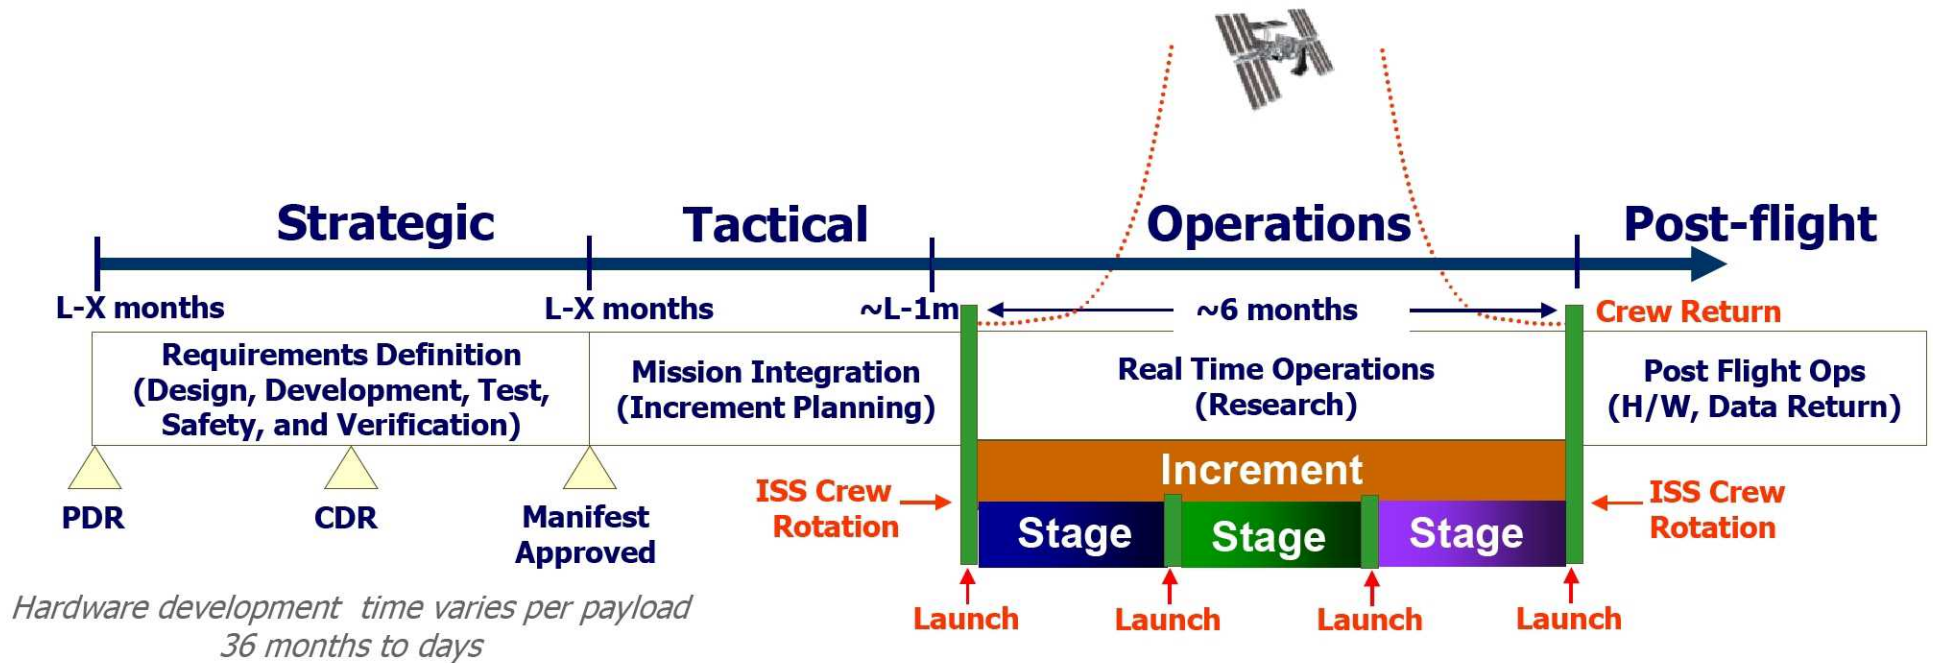 Strategic
Tactical
Operations
Post-flight
L-X months
L-X months
~L-1m
~6 months
Crew Return
Requirements Definition
(Design, Development, Test,
Safety, and Verification)
Mission Integration
(Increment Planning)
Real Time Operations
(Research)
Post Flight Ops
(H/W, Data Return)
PDR
CDR
Manifest
Approved
ISS Crew
Rotation
Increment
Stage
Stage
Stage
ISS Crew
Rotation
Launch
Launch
Launch
Launch
Hardware development time varies per payload
36 months to days